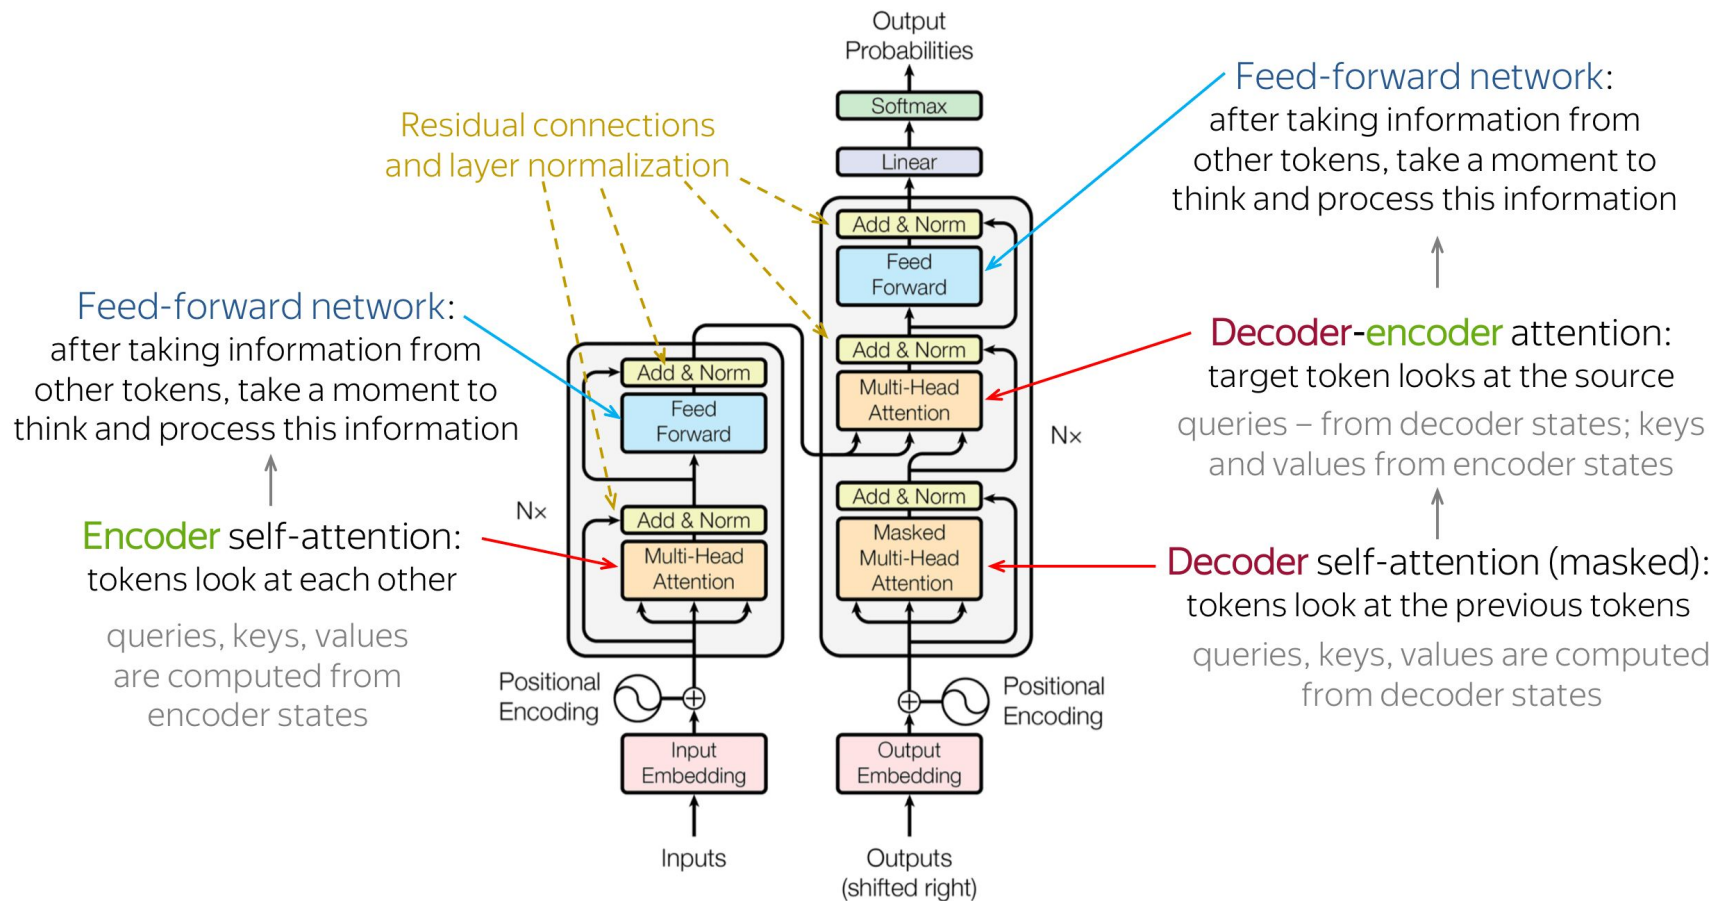 Output
Probabilities
Softmax
Linear
Add & Norm
Feed
Forward
Add & Norm
Multi-Head
Attention
Add & Norm
Masked
Multi-Head
Attention
Nx
Positional
Encoding
Output
Embedding
Outputs
(shifted right)
Add & Norm
Feed
Forward
Add & Norm
Multi-Head
Attention
Nx
Positional
Encoding
Input
Embedding
Inputs
Residual connections
and layer normalization
Feed-forward network:
after taking information from
other tokens, take a moment to
think and process this information
Encoder self-attention:
tokens look at each other
queries, keys, values
are computed from
encoder states
Feed-forward network:
after taking information from
other tokens, take a moment to
think and process this information
Decoder-encoder attention:
target token looks at the source
queries – from decoder states; keys
and values from encoder states
Decoder self-attention (masked):
tokens look at the previous tokens
queries, keys, values are computed
from decoder states